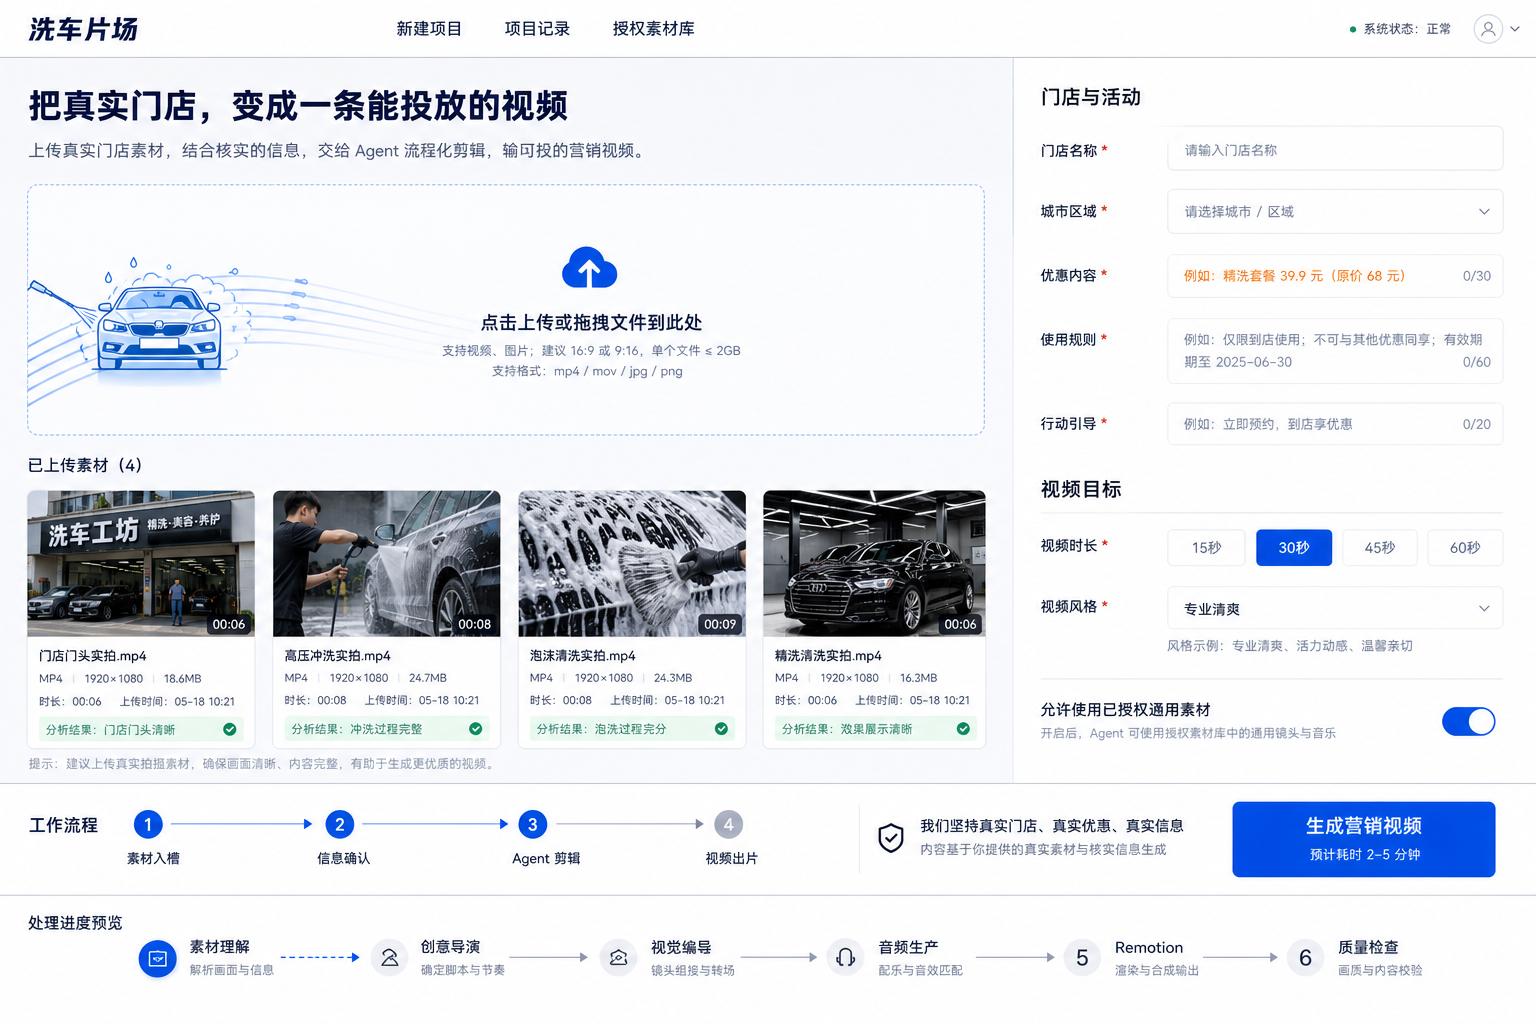 洗车片场
新建项目
项目记录
授权素材库
系统状态：正常
把真实门店，变成一条能投放的视频
上传真实门店素材，结合核实的信息，交给 Agent 流程化剪辑，输可投的营销视频。
点击上传或拖拽文件到此处
支持视频、图片；建议 16:9 或 9:16，单个文件 ≤ 2GB
支持格式：mp4 / mov / jpg / png
已上传素材（4）
洗车工坊 精洗·美容·养护
00:06
门店门头实拍.mp4
MP4 1920×1080 18.6MB
时长：00:06 上传时间：05-18 10:21
分析结果：门店门头清晰
00:08
高压冲洗实拍.mp4
MP4 1920×1080 24.7MB
时长：00:08 上传时间：05-18 10:21
分析结果：冲洗过程完整
00:09
泡沫清洗实拍.mp4
MP4 1920×1080 24.3MB
时长：00:08 上传时间：05-18 10:21
分析结果：泡洗过程完分
00:06
精洗清洗实拍.mp4
MP4 1920×1080 16.3MB
时长：00:06 上传时间：05-18 10:21
分析结果：效果展示清晰
提示：建议上传真实拍摄素材，确保画面清晰、内容完整，有助于生成更优质的视频。
门店与活动
门店名称 *
请输入门店名称
城市区域 *
请选择城市 / 区域
优惠内容 *
例如：精洗套餐 39.9 元（原价 68 元） 0/30
使用规则 *
例如：仅限到店使用；不可与其他优惠同享；有效期
期至 2025-06-30 0/60
行动引导 *
例如：立即预约，到店享优惠 0/20
视频目标
视频时长 *
15秒
30秒
45秒
60秒
视频风格 *
专业清爽
风格示例：专业清爽、活力动感、温馨亲切
允许使用已授权通用素材
开启后，Agent 可使用授权素材库中的通用镜头与音乐
工作流程
1
素材入槽
2
信息确认
3
Agent 剪辑
4
视频出片
我们坚持真实门店、真实优惠、真实信息
内容基于你提供的真实素材与核实信息生成
生成营销视频
预计耗时 2-5 分钟
处理进度预览
素材理解
解析画面与信息
创意导演
确定脚本与节奏
视觉编导
镜头组接与转场
音频生产
配乐与音效匹配
5
Remotion
渲染与合成输出
6
质量检查
画质与内容校验